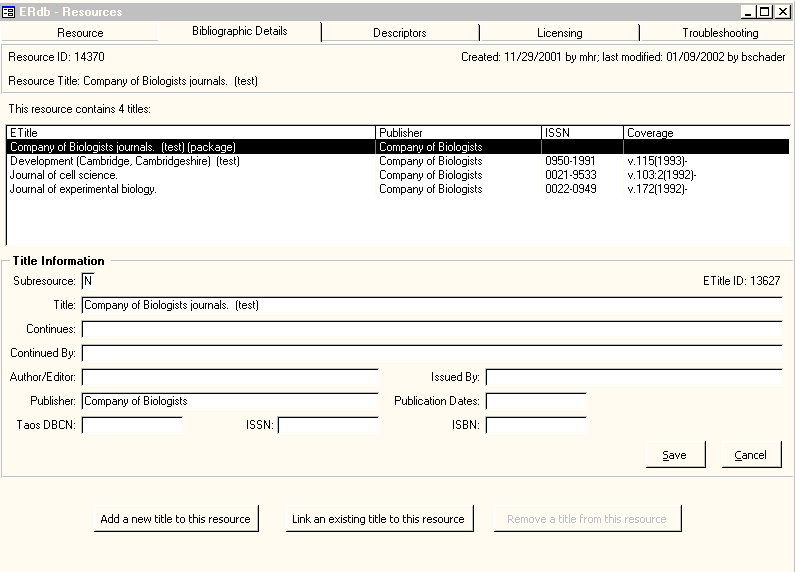 ERdb - Resources
Resource Bibliographic Details Descriptors Licensing Troubleshooting
Resource ID: 14370 Created: 11/29/2001 by mhr; last modified: 01/09/2002 by bschader
Resource Title: Company of Biologists journals. (test)
This resource contains 4 titles:
ETitle Publisher ISSN Coverage
Company of Biologists journals. (test) (package) Company of Biologists
Development (Cambridge, Cambridgeshire) (test) Company of Biologists 0950-1991 v.115(1993)-
Journal of cell science. Company of Biologists 0021-9533 v.103:2(1992)-
Journal of experimental biology. Company of Biologists 0022-0949 v.172(1992)-
Title Information
Subresource: N ETitle ID: 13627
Title: Company of Biologists journals. (test)
Continues:
Continued By:
Author/Editor: Issued By:
Publisher: Company of Biologists Publication Dates:
Taos DBCN: ISSN: ISBN:
Save Cancel
Add a new title to this resource Link an existing title to this resource Remove a title from this resource